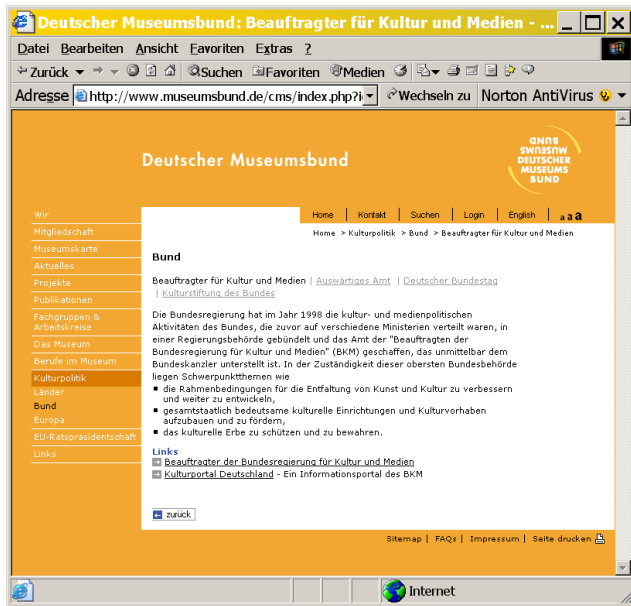 Deutscher Museumsbund: Beauftragter für Kultur und Medien - ...
Datei Bearbeiten Ansicht Favoriten Extras ?
Zurück Suchen Favoriten Medien
Adresse http://www.museumsbund.de/cms/index.php?i Wechseln zu Norton AntiVirus
Deutscher Museumsbund
BUND
MUSEUMS
DEUTSCHER
MUSEUMS
BUND
Home | Kontakt | Suchen | Login | English | a a a
Home > Kulturpolitik > Bund > Beauftragter für Kultur und Medien
Wir
Mitgliedschaft
Museumskarte
Aktuelles
Projekte
Publikationen
Fachgruppen &
Arbeitskreise
Das Museum
Berufe im Museum
Kulturpolitik
Länder
Bund
Europa
EU-Ratspräsidentschaft
Links
Bund
Beauftragter für Kultur und Medien | Auswärtiges Amt | Deutscher Bundestag
| Kulturstiftung des Bundes
Die Bundesregierung hat im Jahr 1998 die kultur- und medienpolitischen
Aktivitäten des Bundes, die zuvor auf verschiedene Ministerien verteilt waren, in
einer Regierungsbehörde gebündelt und das Amt der "Beauftragten der
Bundesregierung für Kultur und Medien" (BKM) geschaffen, das unmittelbar dem
Bundeskanzler unterstellt ist. In der Zuständigkeit dieser obersten Bundesbehörde
liegen Schwerpunktthemen wie
die Rahmenbedingungen für die Entfaltung von Kunst und Kultur zu verbessern
und weiter zu entwickeln,
gesamtstaatlich bedeutsame kulturelle Einrichtungen und Kulturvorhaben
aufzubauen und zu fördern,
das kulturelle Erbe zu schützen und zu bewahren.
Links
Beauftragter der Bundesregierung für Kultur und Medien
Kulturportal Deutschland - Ein Informationsportal des BKM
zurück
Sitemap | FAQs | Impressum | Seite drucken
Internet